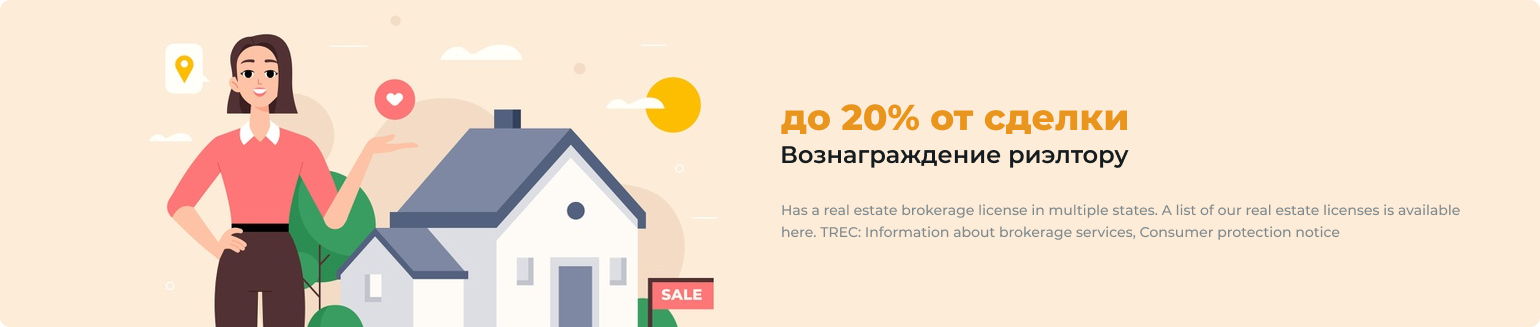 до 20% от сделки
Вознаграждение риэлтору
Has a real estate brokerage license in multiple states. A list of our real estate licenses is available
here. TREC: Information about brokerage services, Consumer protection notice
SALE